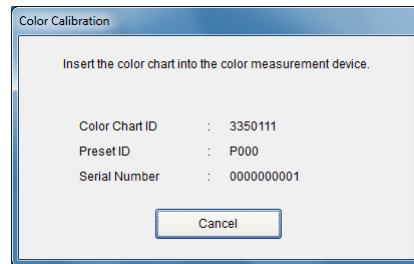 Color Calibration
Insert the color chart into the color measurement device.
Color Chart ID : 3350111
Preset ID : P000
Serial Number : 0000000001
Cancel